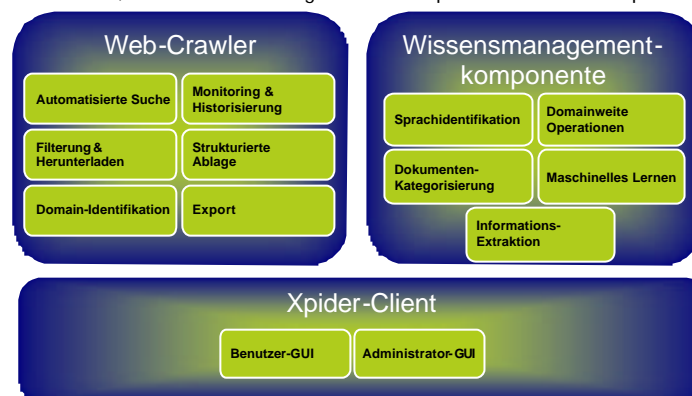 Web-Crawler
Automatisierte Suche
Monitoring &
Historisierung
Filterung &
Herunterladen
Strukturierte
Ablage
Domain-Identifikation
Export
Wissensmanagement-
komponente
Sprachidentifikation
Domainweite
Operationen
Dokumenten-
Kategorisierung
Maschinelles Lernen
Informations-
Extraktion
Xpider-Client
Benutzer-GUI
Administrator-GUI